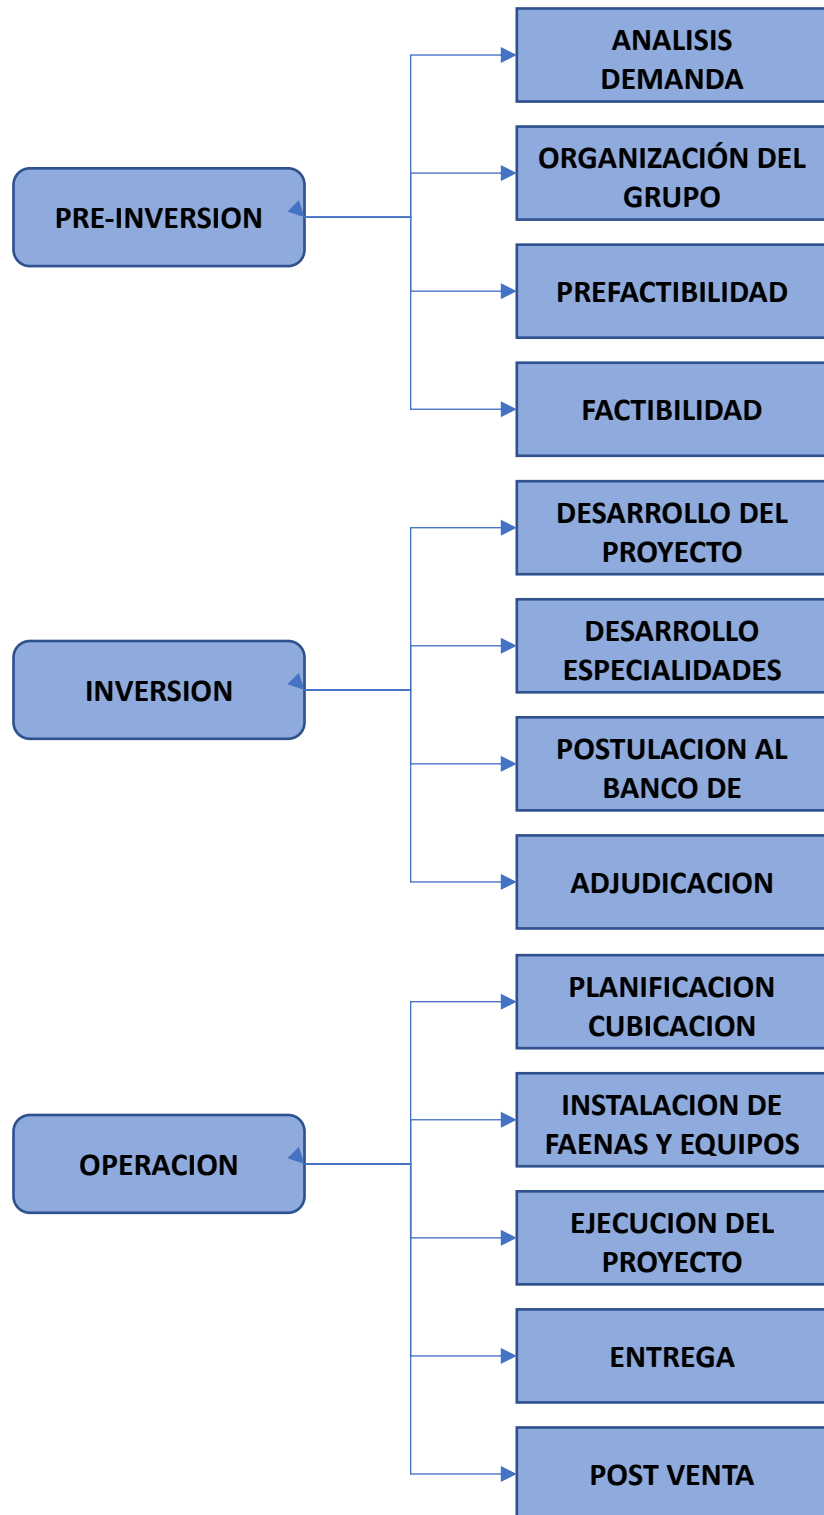 PRE-INVERSION
ANALISIS
DEMANDA
ORGANIZACIÓN DEL
GRUPO
PREFACTIBILIDAD
FACTIBILIDAD
INVERSION
DESARROLLO DEL
PROYECTO
DESARROLLO
ESPECIALIDADES
POSTULACION AL
BANCO DE
ADJUDICACION
OPERACION
PLANIFICACION
CUBICACION
INSTALACION DE
FAENAS Y EQUIPOS
EJECUCION DEL
PROYECTO
ENTREGA
POST VENTA